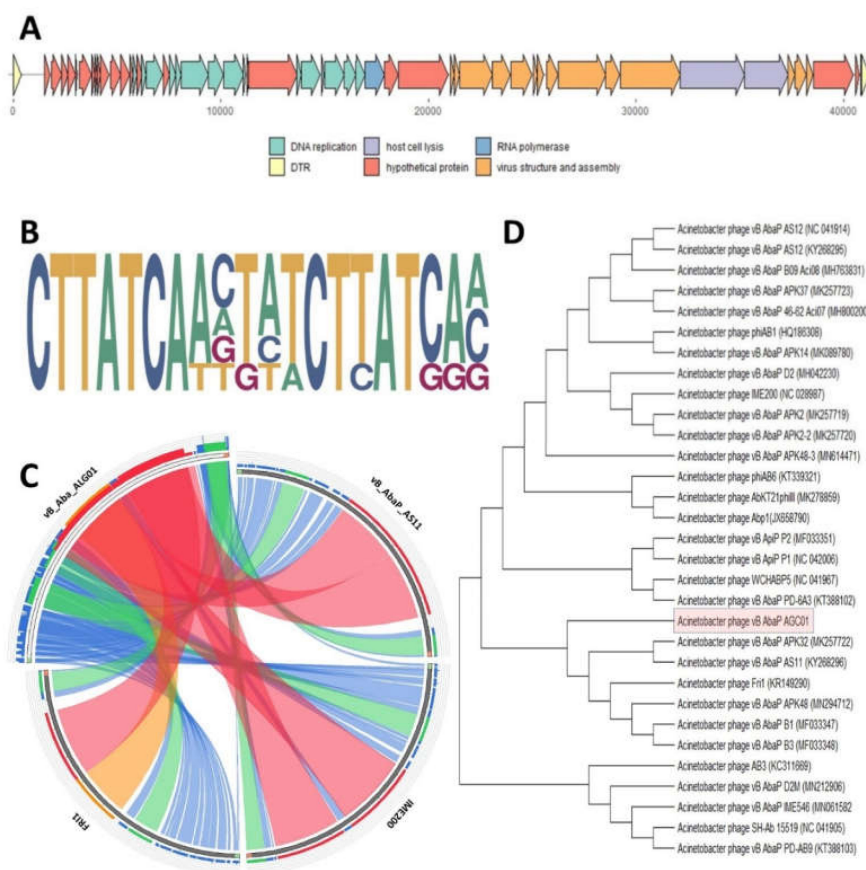 A
0 10000 20000 30000 40000
DNA replication host cell lysis RNA polymerase
DTR hypothetical protein virus structure and assembly
B
D
C
vB_Aba_ALG01
vB_AbaP_AS11
FRI1
IME200
Acinetobacter phage vB AbaP AS12 (NC 041914)
Acinetobacter phage vB AbaP AS12 (KY268295)
Acinetobacter phage vB AbaP B09 Aci08 (MH763831)
Acinetobacter phage vB AbaP APK37 (MK257723)
Acinetobacter phage vB AbaP 46-62 Aci07 (MH800200
Acinetobacter phage phiAB1 (HQ186308)
Acinetobacter phage vB AbaP APK14 (MK089780)
Acinetobacter phage vB AbaP D2 (MH042230)
Acinetobacter phage IME200 (NC 028987)
Acinetobacter phage vB AbaP APK2 (MK257719)
Acinetobacter phage vB AbaP APK2-2 (MK257720)
Acinetobacter phage vB AbaP APK48-3 (MN614471)
Acinetobacter phage phiAB6 (KT339321)
Acinetobacter phage AbKT21phiIII (MK278859)
Acinetobacter phage Abp1(JX658790)
Acinetobacter phage vB ApiP P2 (MF033351)
Acinetobacter phage vB ApiP P1 (NC 042006)
Acinetobacter phage WCHABP5 (NC 041967)
Acinetobacter phage vB AbaP PD-6A3 (KT388102)
Acinetobacter phage vB AbaP AGC01
Acinetobacter phage vB AbaP APK32 (MK257722)
Acinetobacter phage vB AbaP AS11 (KY268296)
Acinetobacter phage Fri1 (KR149290)
Acinetobacter phage vB AbaP APK48 (MN294712)
Acinetobacter phage vB AbaP B1 (MF033347)
Acinetobacter phage vB AbaP B3 (MF033348)
Acinetobacter phage AB3 (KC311669)
Acinetobacter phage vB AbaP D2M (MN212906)
Acinetobacter phage vB AbaP IME546 (MN061582
Acinetobacter phage SH-Ab 15519 (NC 041905)
Acinetobacter phage vB AbaP PD-AB9 (KT388103)